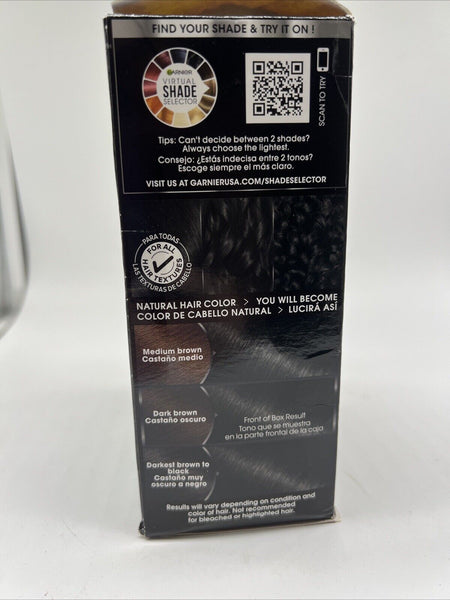 FIND YOUR SHADE & TRY IT ON !
GARNIER
VIRTUAL
SHADE
SELECTOR
SCAN TO TRY
Tips: Can't decide between 2 shades?
Always choose the lightest.
Consejo: ¿Estás indecisa entre 2 tonos?
Escoge siempre el más claro.
VISIT US AT GARNIERUSA.COM/SHADESELECTOR
PARA TODAS
FOR ALL
HAIR TEXTURES
LAS TEXTURAS DE CABELLO
NATURAL HAIR COLOR > YOU WILL BECOME
COLOR DE CABELLO NATURAL > LUCIRÁ ASÍ
Medium brown
Castaño medio
Dark brown
Castaño oscuro
Front of Box Result
Tono que se muestra
en la parte frontal de la caja
Darkest brown to
black
Castaño muy
oscuro a negro
Results will vary depending on condition and
color of hair. Not recommended
for bleached or highlighted hair.